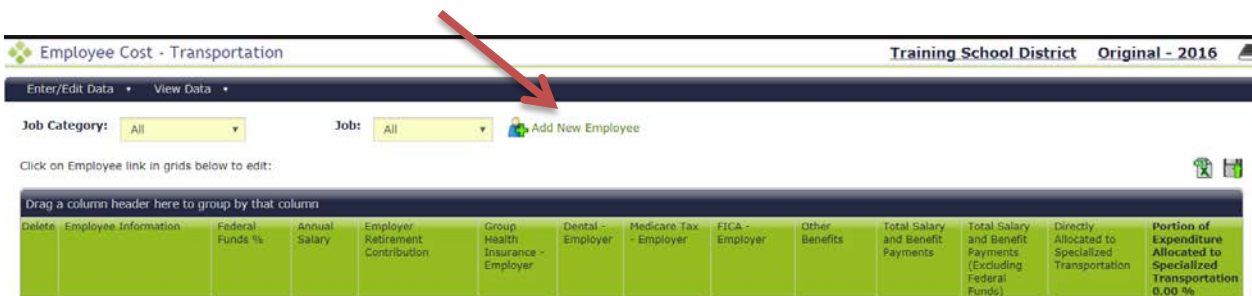 Employee Cost - Transportation
Training School District Original - 2016
Enter/Edit Data View Data
Job Category: All Job: All Add New Employee
Click on Employee link in grids below to edit:
Drag a column header here to group by that column
Delete
Employee Information
Federal
Funds %
Annual
Salary
Employer
Retirement
Contribution
Group
Health
Insurance -
Employer
Dental -
Employer
Medicare Tax
- Employer
FICA -
Employer
Other
Benefits
Total Salary
and Benefit
Payments
Total Salary
and Benefit
Payments
(Excluding
Federal
Funds)
Directly
Allocated to
Specialized
Transportation
Portion of
Expenditure
Allocated to
Specialized
Transportation
0.00 %